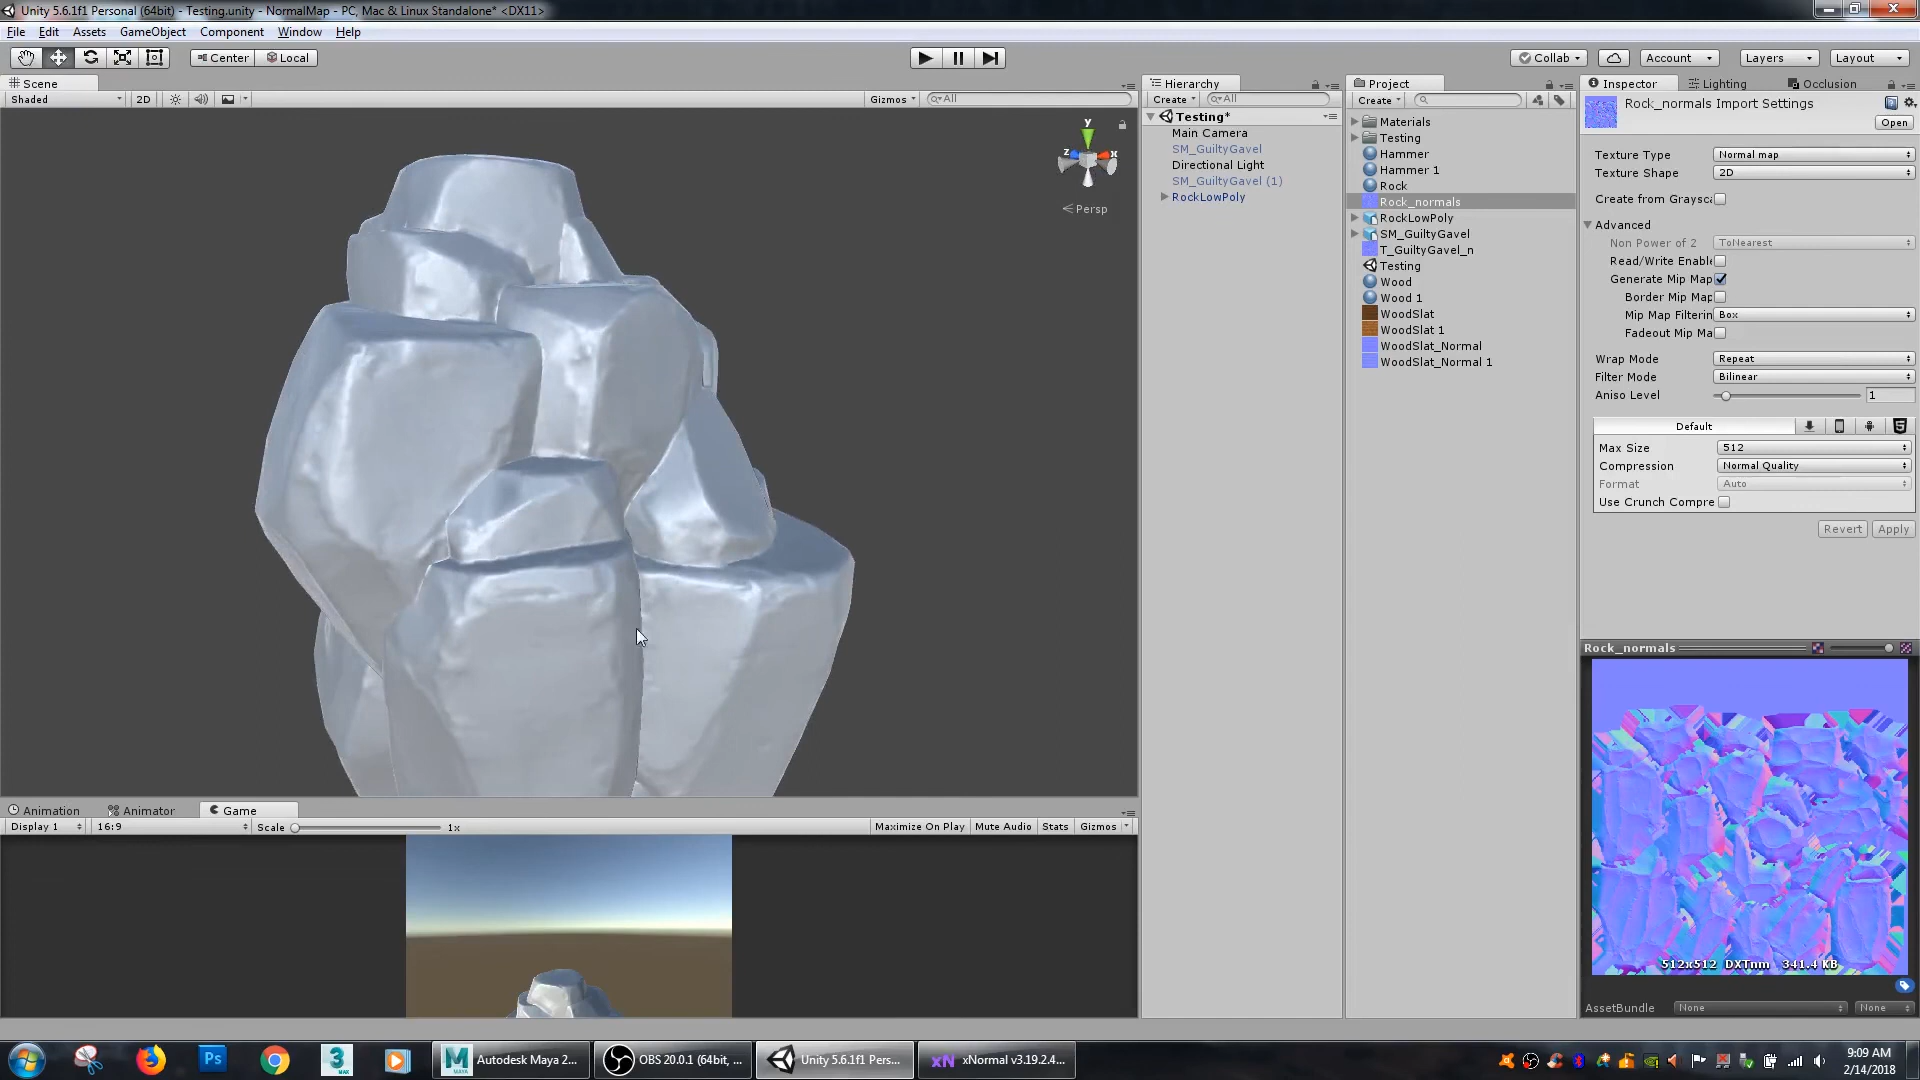 Unity 5.6.1f1 Personal (64bit) - Testing.unity - NormalMap - PC, Mac & Linux Standalone* <DX11>
File Edit Assets GameObject Component Window Help
Center Local Collab Account Layers Layout
Scene
Shaded 2D Gizmos All
y
z x
Persp
Hierarchy
Create All
Testing*
Main Camera
SM_GuiltyGavel
Directional Light
SM_GuiltyGavel (1)
RockLowPoly
Project
Create
Materials
Testing
Hammer
Hammer 1
Rock
Rock_normals
RockLowPoly
SM_GuiltyGavel
T_GuiltyGavel_n
Testing
Wood
Wood 1
WoodSlat
WoodSlat 1
WoodSlat_Normal
WoodSlat_Normal 1
Inspector Lighting Occlusion
Rock_normals Import Settings
Open
Texture Type Normal map
Texture Shape 2D
Create from Graysca
Advanced
Non Power of 2 ToNearest
Read/Write Enable
Generate Mip Map
Border Mip Map
Mip Map Filterin Box
Fadeout Mip Ma
Wrap Mode Repeat
Filter Mode Bilinear
Aniso Level 1
Default
Max Size 512
Compression Normal Quality
Format Auto
Use Crunch Compre
Revert Apply
Rock_normals
512x512 DXTnm 341.4 KB
AssetBundle None None
Animation Animator Game
Display 1 16:9 Scale 1x Maximize On Play Mute Audio Stats Gizmos
Ps
3
MAX
M
MAYA
Autodesk Maya 2...
OBS 20.0.1 (64bit, ...
Unity 5.6.1f1 Pers...
xN
xNormal v3.19.2.4...
9:09 AM
2/14/2018